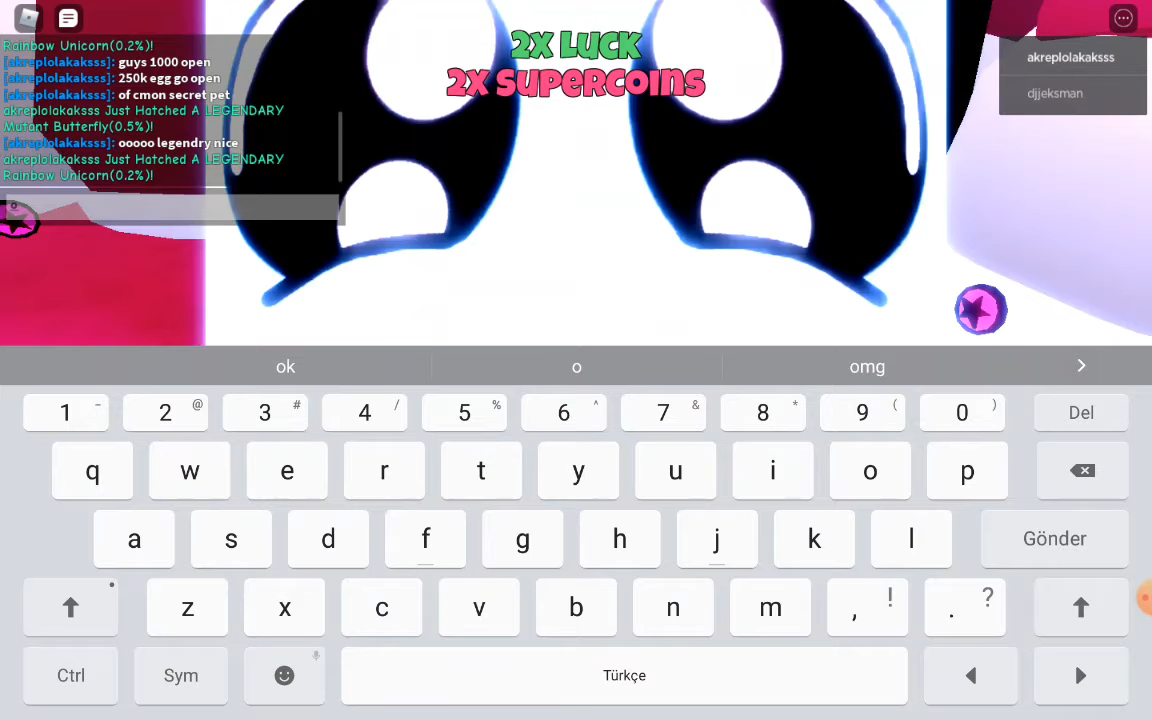 Rainbow Unicorn(0.2%)!
[akreplolakaksss]: guys 1000 open
[akreplolakaksss]: 250k egg go open
[akreplolakaksss]: of cmon secret pet
akreplolakaksss Just Hatched A LEGENDARY
Mutant Butterfly(0.5%)!
[akreplolakaksss]: ooooo legendry nice
akreplolakaksss Just Hatched A LEGENDARY
Rainbow Unicorn(0.2%)!
2X LUCK
2X SUPERCOINS
akreplolakaksss
djjeksman
ok o omg >
1 - 2 @ 3 # 4 / 5 % 6 ^ 7 & 8 * 9 ( 0 ) Del
q w e r t y u i o p
a s d f g h j k l Gönder
z x c v b n m , ! . ?
Ctrl Sym Türkçe